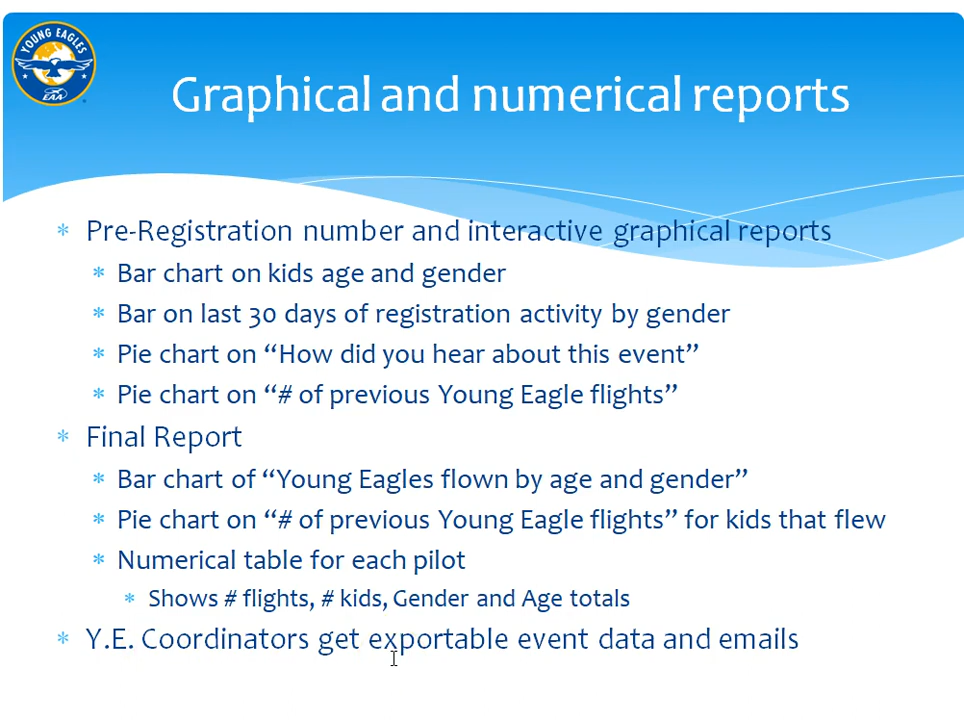 YOUNG EAGLES
EAA
Graphical and numerical reports
* Pre-Registration number and interactive graphical reports
* Bar chart on kids age and gender
* Bar on last 30 days of registration activity by gender
* Pie chart on “How did you hear about this event”
* Pie chart on “# of previous Young Eagle flights”
* Final Report
* Bar chart of “Young Eagles flown by age and gender”
* Pie chart on “# of previous Young Eagle flights” for kids that flew
* Numerical table for each pilot
* Shows # flights, # kids, Gender and Age totals
* Y.E. Coordinators get exportable event data and emails